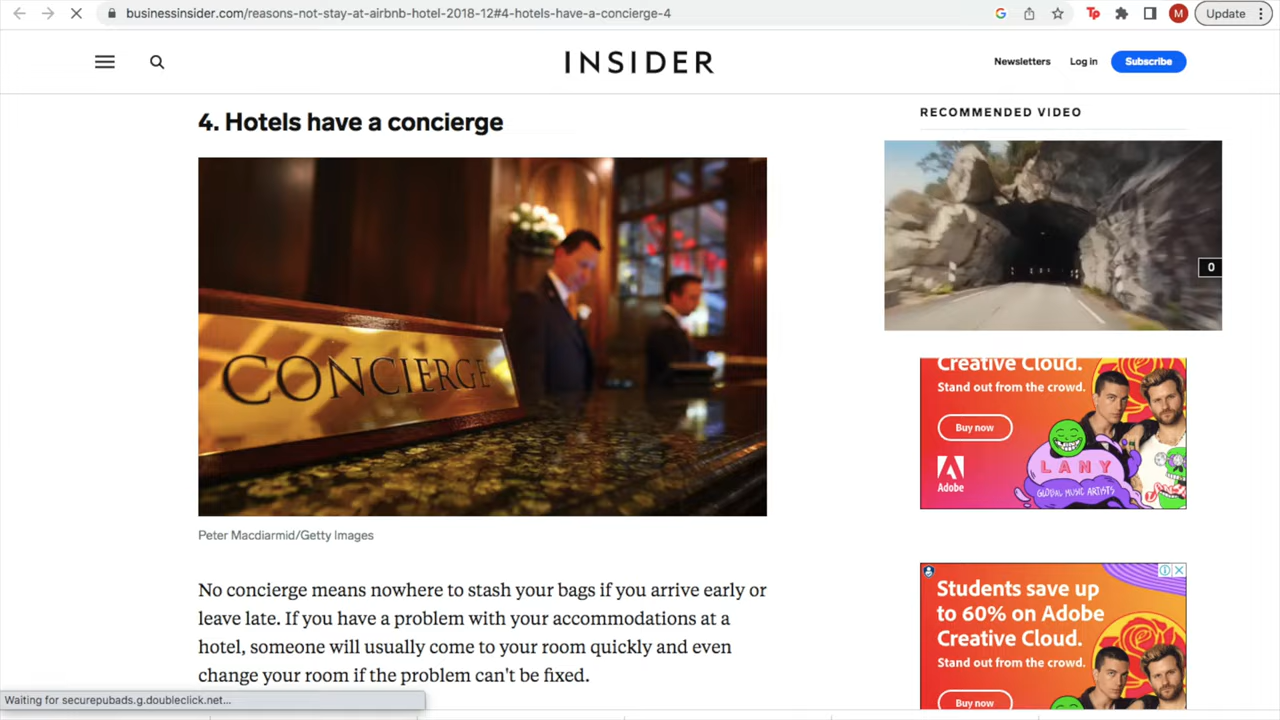 businessinsider.com/reasons-not-stay-at-airbnb-hotel-2018-12#4-hotels-have-a-concierge-4
G
Tp
M
Update
INSIDER
Newsletters
Log in
Subscribe
4. Hotels have a concierge
CONCIERGE
Peter Macdiarmid/Getty Images
No concierge means nowhere to stash your bags if you arrive early or
leave late. If you have a problem with your accommodations at a
hotel, someone will usually come to your room quickly and even
change your room if the problem can't be fixed.
RECOMMENDED VIDEO
0
Creative Cloud.
Stand out from the crowd.
Buy now
Adobe
LANY
GLOBAL MUSIC ARTISTS
Students save up
to 60% on Adobe
Creative Cloud.
Stand out from the crowd.
Buy now
Waiting for securepubads.g.doubleclick.net...